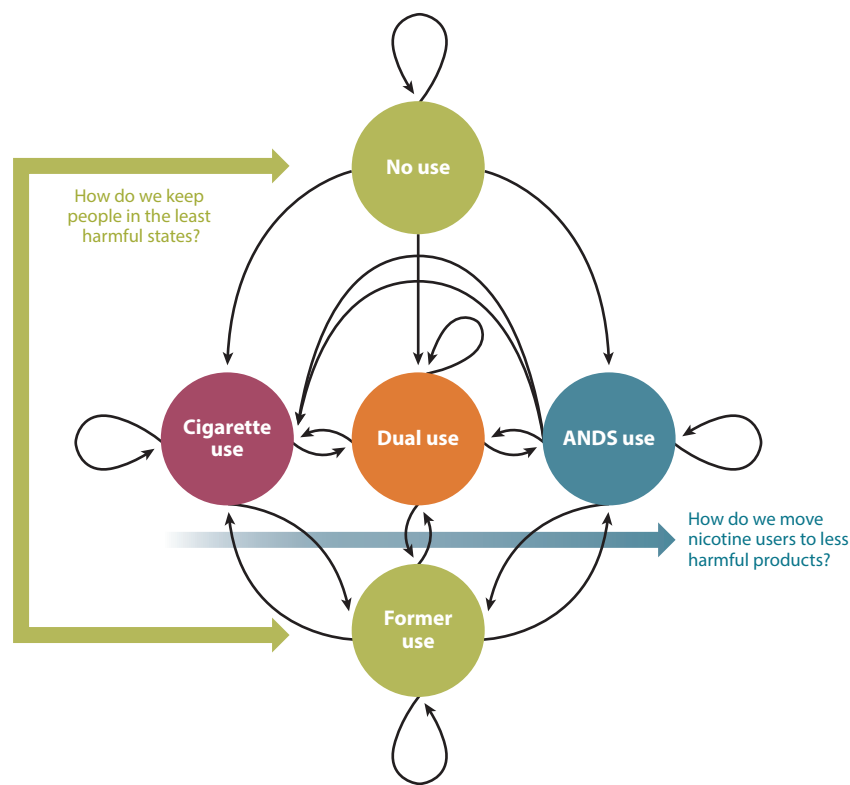 No use
How do we keep
people in the least
harmful states?
Cigarette
use
Dual use
ANDS use
How do we move
nicotine users to less
harmful products?
Former
use